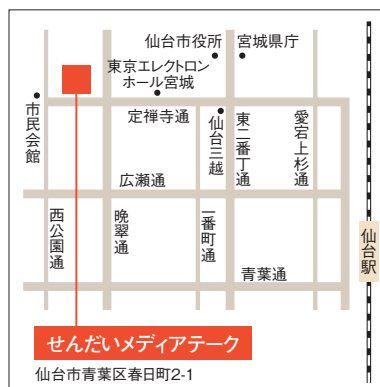 仙台市役所
宮城県庁
東京エレクトロン
ホール宮城
市民会館
定禅寺通
仙台三越
東二番丁通
愛宕上杉通
広瀬通
西公園通
晩翠通
一番町通
仙台駅
青葉通
せんだいメディアテーク
仙台市青葉区春日町2-1